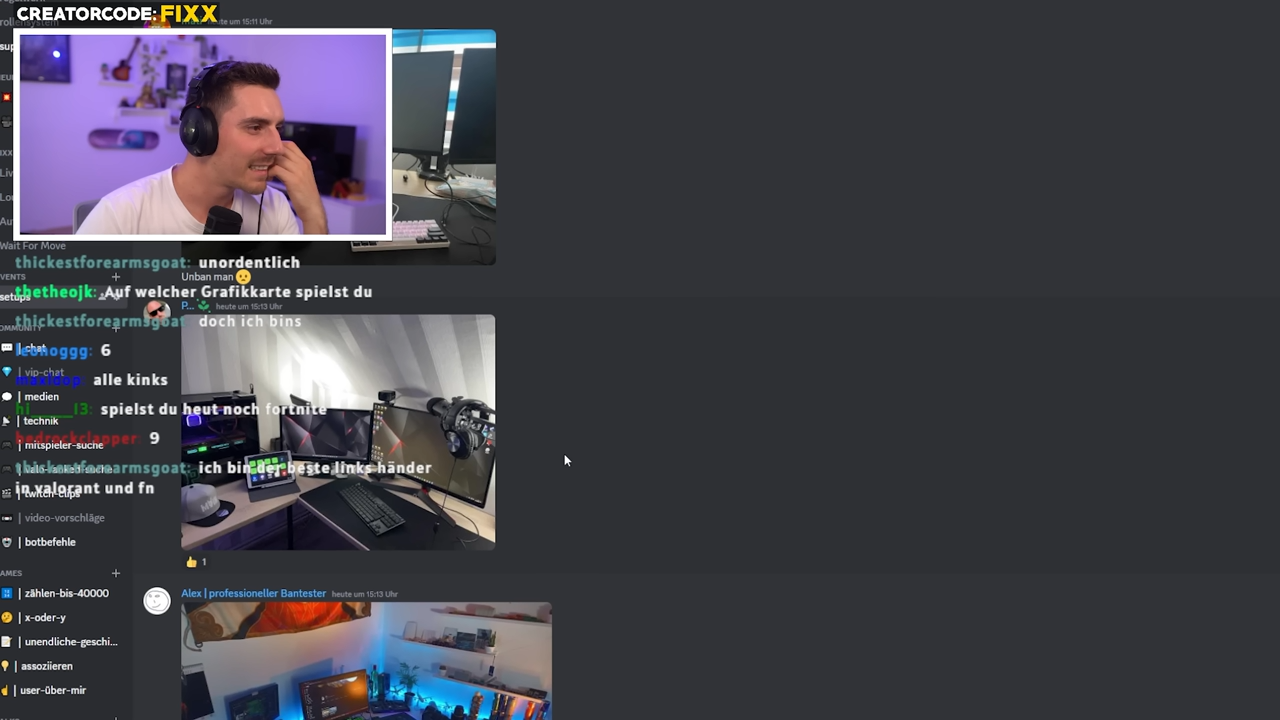 CREATORCODE: FIXX
heute um 15:11 Uhr
Wait For Move
thickestforearmsgoat: unordentlich
VENTS
Unban man
setups
thetheojk: Auf welcher Grafikkarte spielst du
P... heute um 15:13 Uhr
thickestforearmsgoat doch ich bins
| chat
leonoggg: 6
| vip-chat
maxidop: alle kinks
| medien
hi_____l3: spielst du heut noch fortnite
| technik
bedrockclapper 9
| mitspieler-suche
thickestforearmsgoat: ich bin der beste links händer
in valorant und fn
| twitch-clips
| video-vorschläge
| botbefehle
1
AMES
| zählen-bis-40000
Alex | professioneller Bantester heute um 15:13 Uhr
| x-oder-y
| unendliche-geschi...
| assoziieren
| user-über-mir